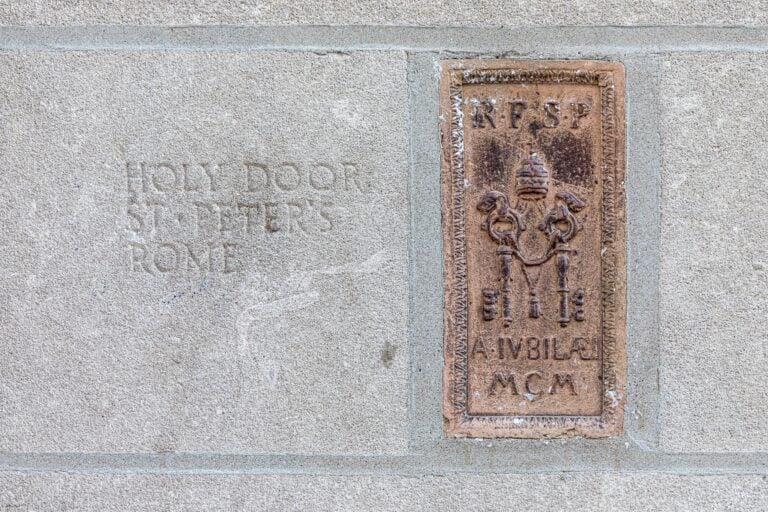 HOLY DOOR
ST · PETER'S
ROME
R·F·S·P
A·IVBILÆI
MCM